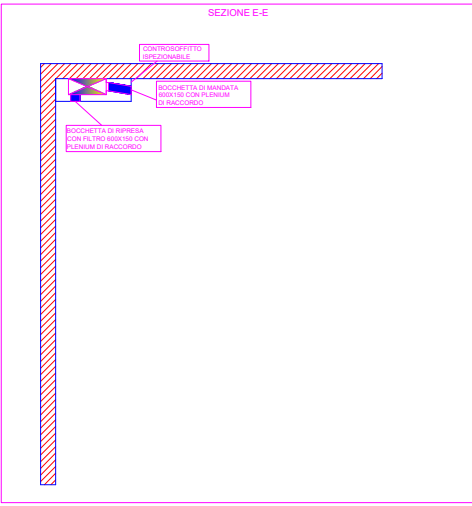 SEZIONE E-E
CONTROSOFFITTO
ISPEZIONABILE
BOCCHETTA DI MANDATA
600X150 CON PLENIUM
DI RACCORDO
BOCCHETTA DI RIPRESA
CON FILTRO 600X150 CON
PLENIUM DI RACCORDO